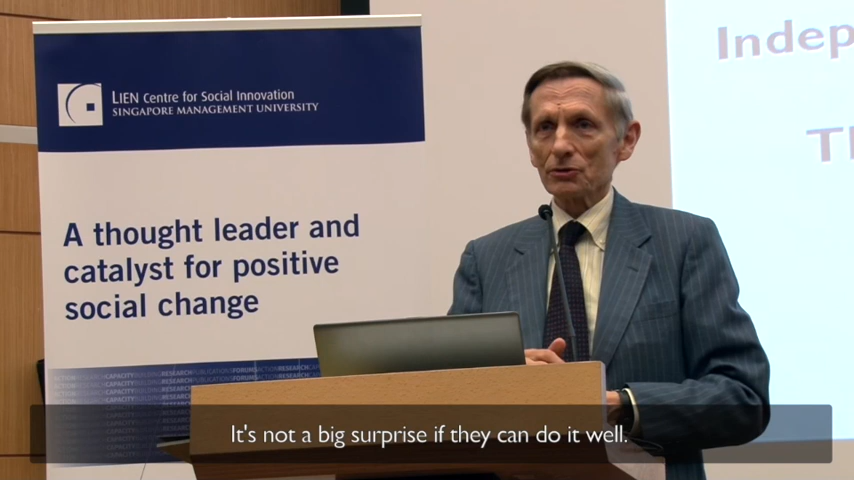 LIEN Centre for Social Innovation
SINGAPORE MANAGEMENT UNIVERSITY
A thought leader and
catalyst for positive
social change
Indep
Th
ACTIONRESEARCHCAPACITYBUILDINGRESEARCHPUBLICATIONSFORUMSACTIONRESEARCHCAP
It's not a big surprise if they can do it well.